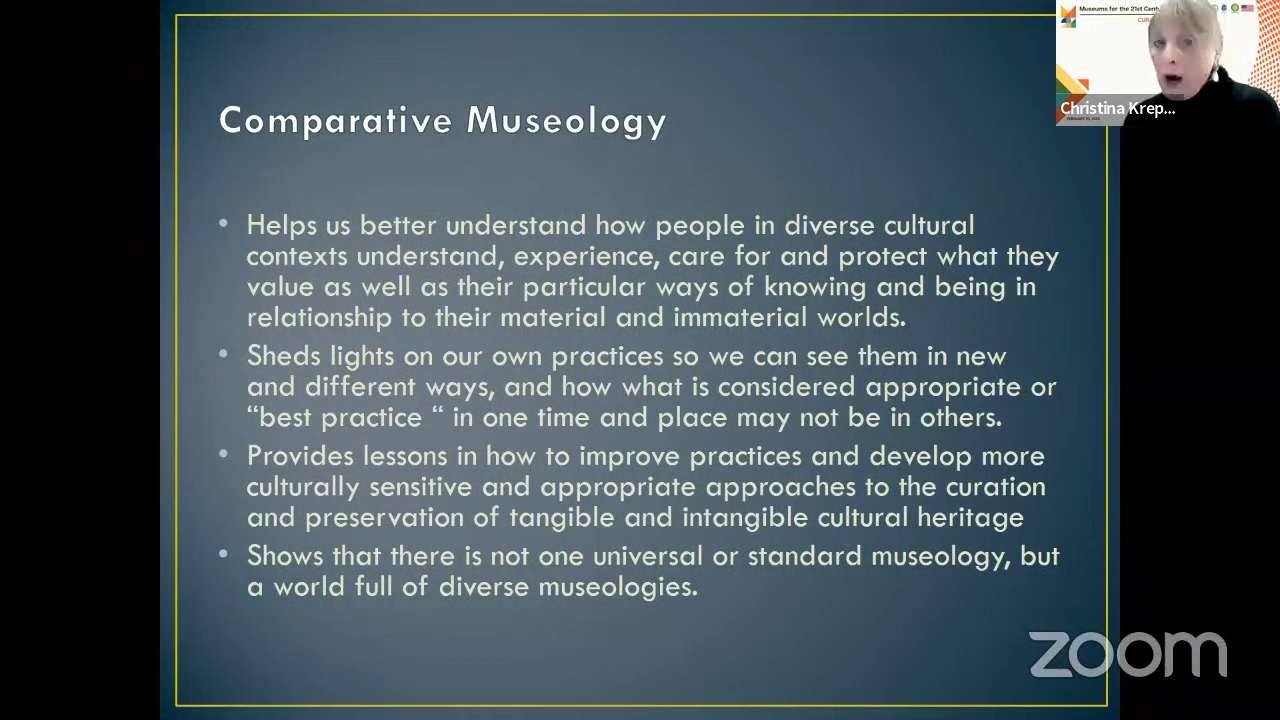 Museums for the 21st Centu
CURA
Christina Krep...
Comparative Museology
• Helps us better understand how people in diverse cultural
contexts understand, experience, care for and protect what they
value as well as their particular ways of knowing and being in
relationship to their material and immaterial worlds.
• Sheds lights on our own practices so we can see them in new
and different ways, and how what is considered appropriate or
“best practice “ in one time and place may not be in others.
• Provides lessons in how to improve practices and develop more
culturally sensitive and appropriate approaches to the curation
and preservation of tangible and intangible cultural heritage
• Shows that there is not one universal or standard museology, but
a world full of diverse museologies.
zoom